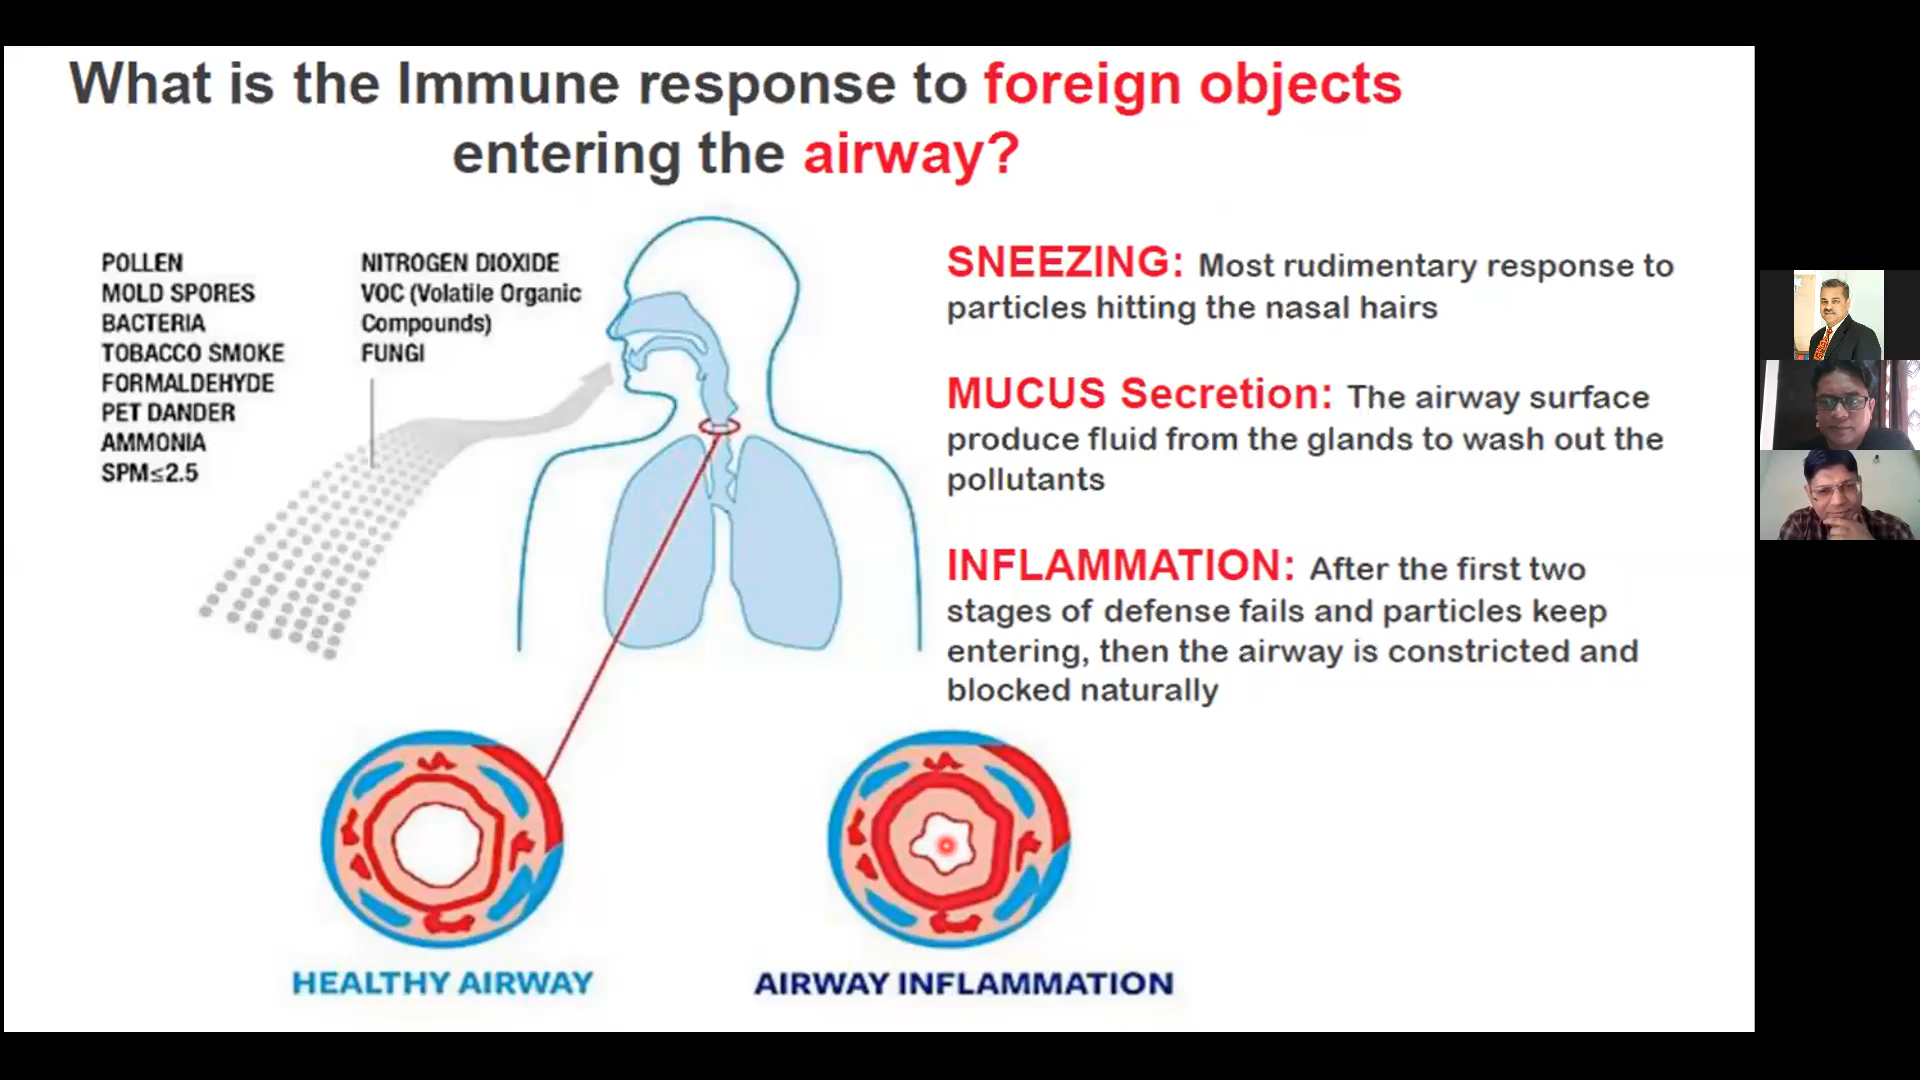 What is the Immune response to foreign objects
entering the airway?
POLLEN
MOLD SPORES
BACTERIA
TOBACCO SMOKE
FORMALDEHYDE
PET DANDER
AMMONIA
SPM≤2.5
NITROGEN DIOXIDE
VOC (Volatile Organic
Compounds)
FUNGI
SNEEZING: Most rudimentary response to
particles hitting the nasal hairs
MUCUS Secretion: The airway surface
produce fluid from the glands to wash out the
pollutants
INFLAMMATION: After the first two
stages of defense fails and particles keep
entering, then the airway is constricted and
blocked naturally
HEALTHY AIRWAY
AIRWAY INFLAMMATION